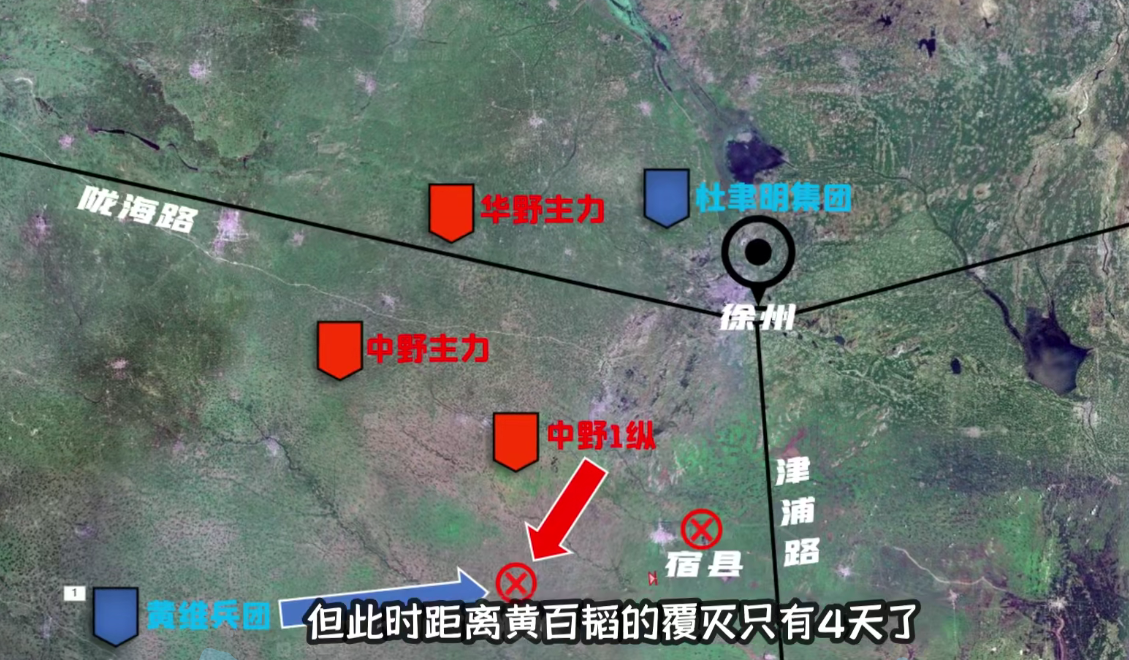 陇海路
华野主力
杜聿明集团
徐州
中野主力
中野1纵
津浦路
宿县
1
黄维兵团
但此时距离黄百韬的覆灭只有4天了